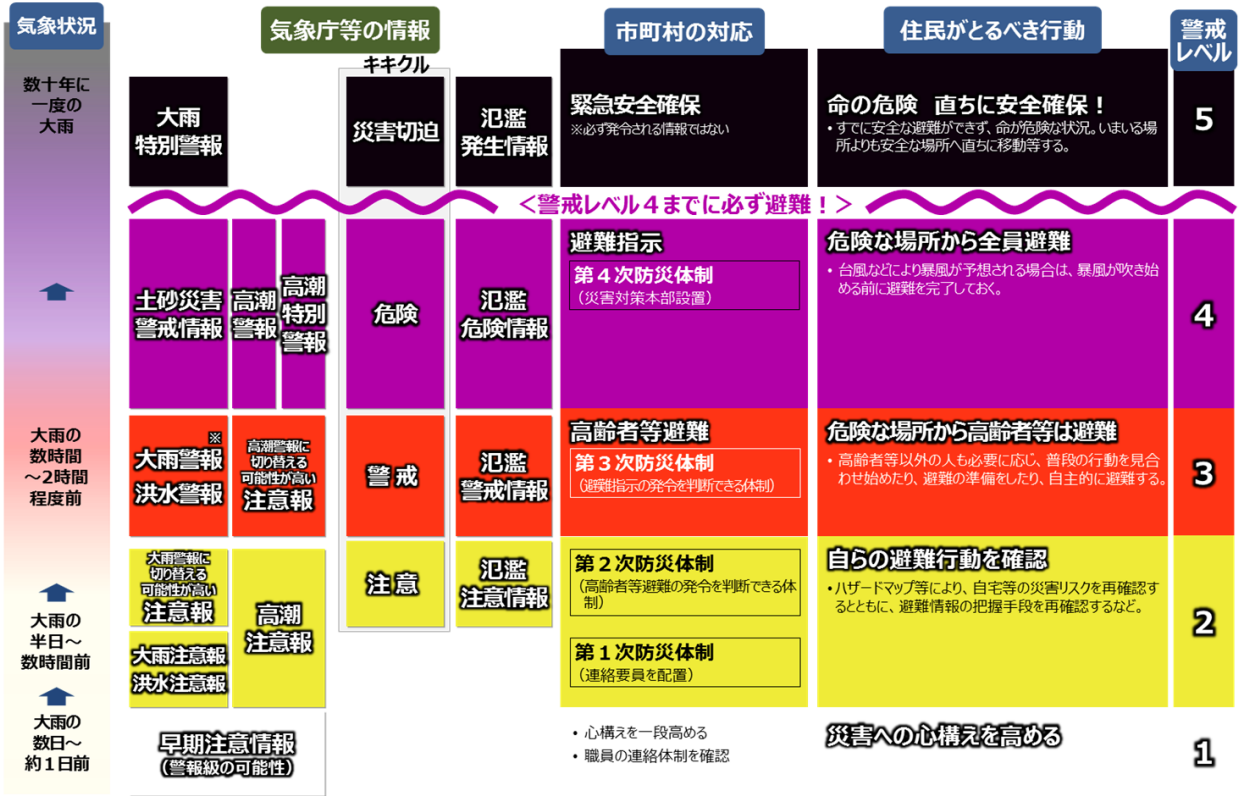 気象状況
気象庁等の情報
市町村の対応
住民がとるべき行動
警戒
レベル
キキクル
数十年に
一度の
大雨
大雨
特別警報
災害切迫
氾濫
発生情報
緊急安全確保
※必ず発令される情報ではない
命の危険 直ちに安全確保！
・すでに安全な避難ができず、命が危険な状況。いまいる場
所よりも安全な場所へ直ちに移動等する。
5
＜警戒レベル４までに必ず避難！＞
土砂災害
警戒情報
高潮
警報
高潮
特別
警報
危険
氾濫
危険情報
避難指示
第４次防災体制
（災害対策本部設置）
危険な場所から全員避難
・台風などにより暴風が予想される場合は、暴風が吹き始
める前に避難を完了しておく。
4
大雨の
数時間
～2時間
程度前
※
大雨警報
洪水警報
高潮警報に
切り替える
可能性が高い
注意報
警戒
氾濫
警戒情報
高齢者等避難
第３次防災体制
（避難指示の発令を判断できる体制）
危険な場所から高齢者等は避難
・高齢者等以外の人も必要に応じ、普段の行動を見合
わせ始めたり、避難の準備をしたり、自主的に避難する。
3
大雨の
半日～
数時間前
大雨警報に
切り替える
可能性が高い
注意報
大雨注意報
洪水注意報
高潮
注意報
注意
氾濫
注意情報
第２次防災体制
（高齢者等避難の発令を判断できる体
制）
第１次防災体制
（連絡要員を配置）
自らの避難行動を確認
・ハザードマップ等により、自宅等の災害リスクを再確認す
るとともに、避難情報の把握手段を再確認するなど。
2
大雨の
数日～
約１日前
早期注意情報
（警報級の可能性）
・心構えを一段高める
・職員の連絡体制を確認
災害への心構えを高める
1